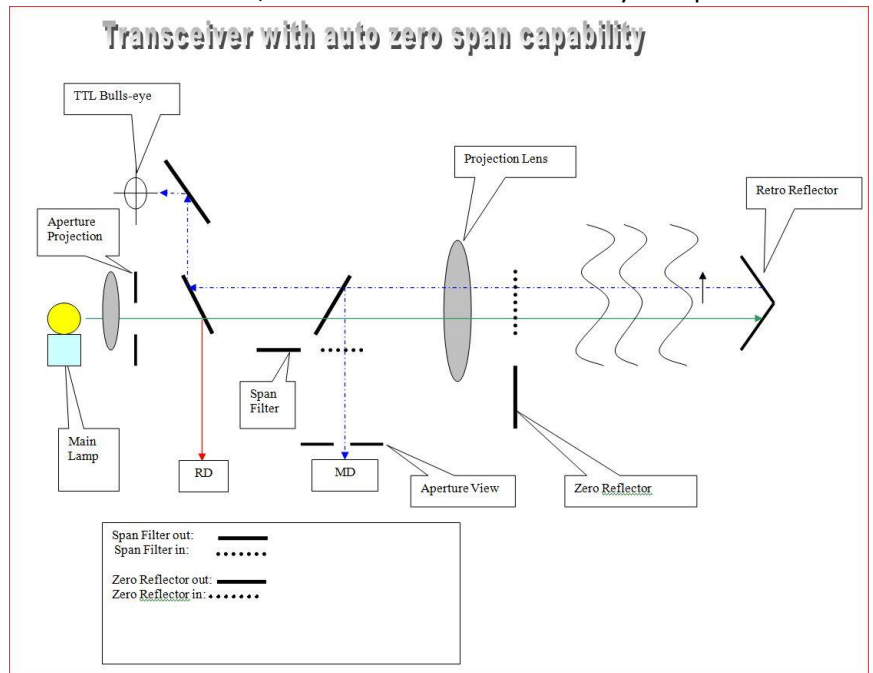 Transceiver with auto zero span capability
TTL Bulls-eye
Projection Lens
Retro Reflector
Aperture
Projection
Span
Filter
Main
Lamp
RD
MD
Aperture View
Zero Reflector
Span Filter out:
Span Filter in:
Zero Reflector out:
Zero Reflector in: